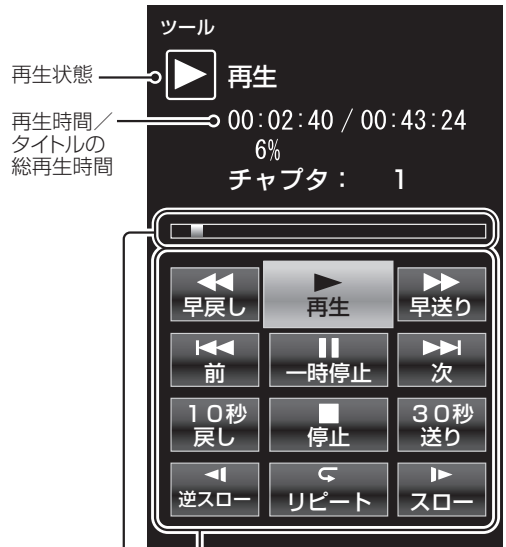 ツール
再生状態
再生
再生時間／
タイトルの
総再生時間
00:02:40 / 00:43:24
6%
チャプタ： 1
早戻し
再生
早送り
前
一時停止
次
10秒
戻し
停止
30秒
送り
逆スロー
リピート
スロー